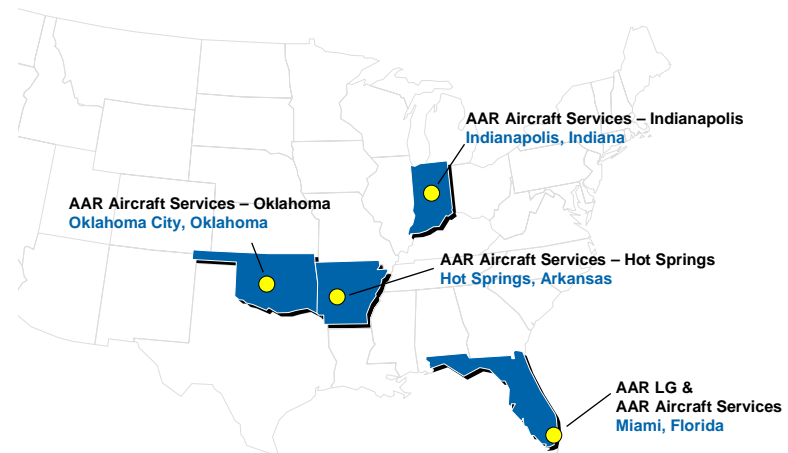 AAR Aircraft Services – Indianapolis
Indianapolis, Indiana
AAR Aircraft Services – Oklahoma
Oklahoma City, Oklahoma
AAR Aircraft Services – Hot Springs
Hot Springs, Arkansas
AAR LG &
AAR Aircraft Services
Miami, Florida